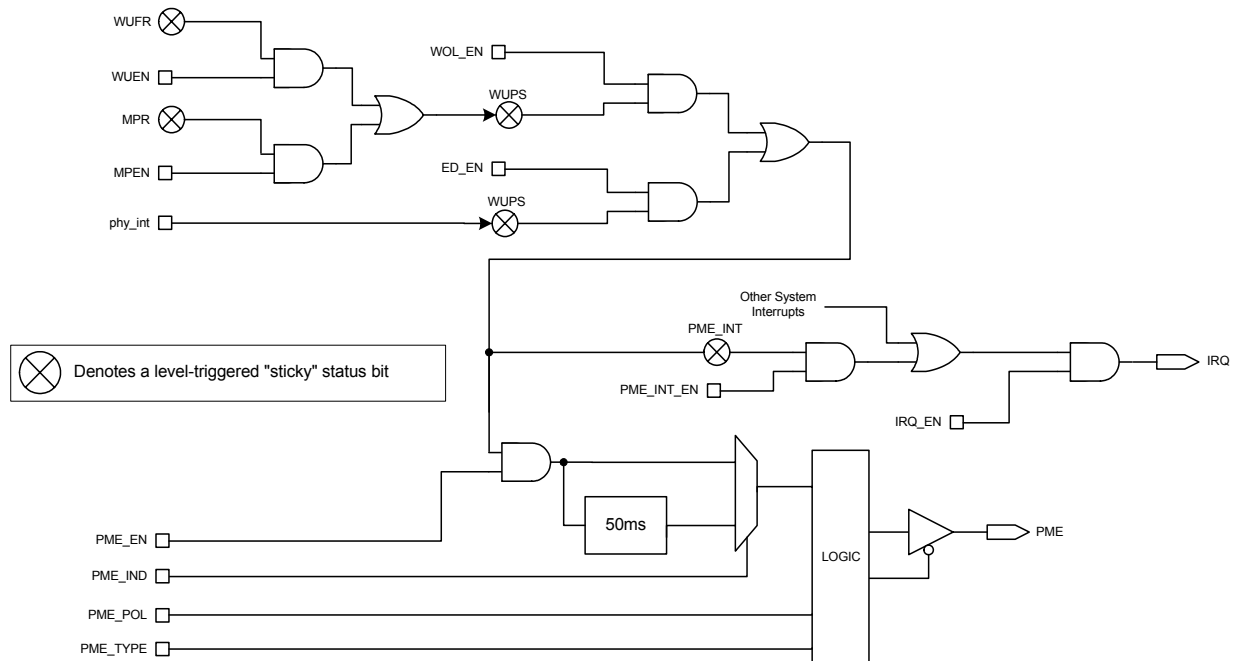 WUFR
WUEN
MPR
MPEN
phy_int
WOL_EN
WUPS
ED_EN
WUPS
Other System
Interrupts
PME_INT
PME_INT_EN
IRQ
IRQ_EN
Denotes a level-triggered "sticky" status bit
50ms
LOGIC
PME
PME_EN
PME_IND
PME_POL
PME_TYPE